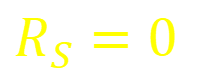 $R_S = 0$